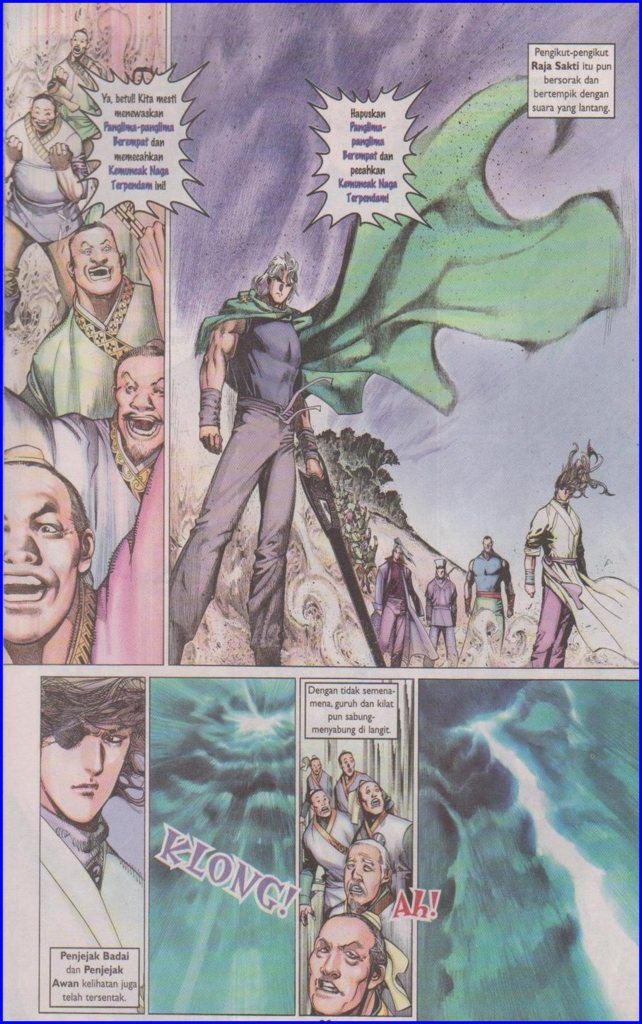 Pengikut-pengikut
Raja Sakti itu pun
bersorak dan
bertempik dengan
suara yang lantang.
Ya, betul! Kita mesti
menewaskan
Panglima-panglima
Berempat dan
memecahkan
Kemuncak Naga
Terpendam ini!
Hapuskan
Panglima-
panglima
Berempat dan
pecahkan
Kemuncak Naga
Terpendam!
Penjejak Badai
dan Penjejak
Awan kelihatan juga
telah tersentak.
KLONG!
Dengan tidak semena-
mena, guruh dan kilat
pun sabung-
menyabung di langit.
Ah!